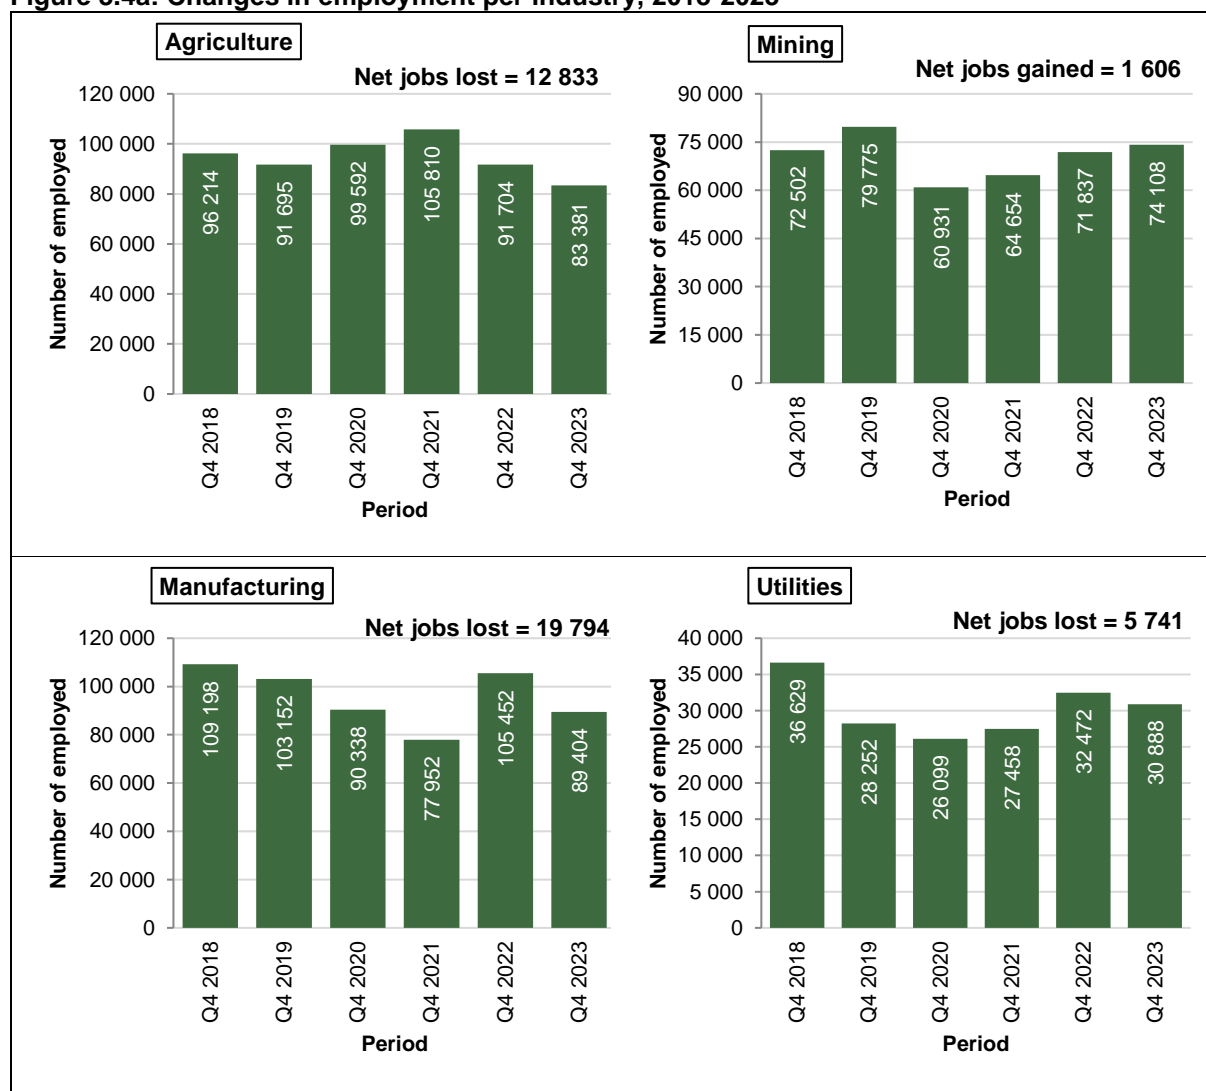 Figure 3.4a: Changes in employment per industry, 2018-2023
Agriculture
Net jobs lost = 12 833
Number of employed
120 000
100 000
80 000
60 000
40 000
20 000
0
96 214
91 695
99 592
105 810
91 704
83 381
Q4 2018
Q4 2019
Q4 2020
Q4 2021
Q4 2022
Q4 2023
Period
Mining
Net jobs gained = 1 606
Number of employed
90 000
75 000
60 000
45 000
30 000
15 000
0
72 502
79 775
60 931
64 654
71 837
74 108
Q4 2018
Q4 2019
Q4 2020
Q4 2021
Q4 2022
Q4 2023
Period
Manufacturing
Net jobs lost = 19 794
Number of employed
120 000
100 000
80 000
60 000
40 000
20 000
0
109 198
103 152
90 338
77 952
105 452
89 404
Q4 2018
Q4 2019
Q4 2020
Q4 2021
Q4 2022
Q4 2023
Period
Utilities
Net jobs lost = 5 741
Number of employed
40 000
35 000
30 000
25 000
20 000
15 000
10 000
5 000
0
36 629
28 252
26 099
27 458
32 472
30 888
Q4 2018
Q4 2019
Q4 2020
Q4 2021
Q4 2022
Q4 2023
Period